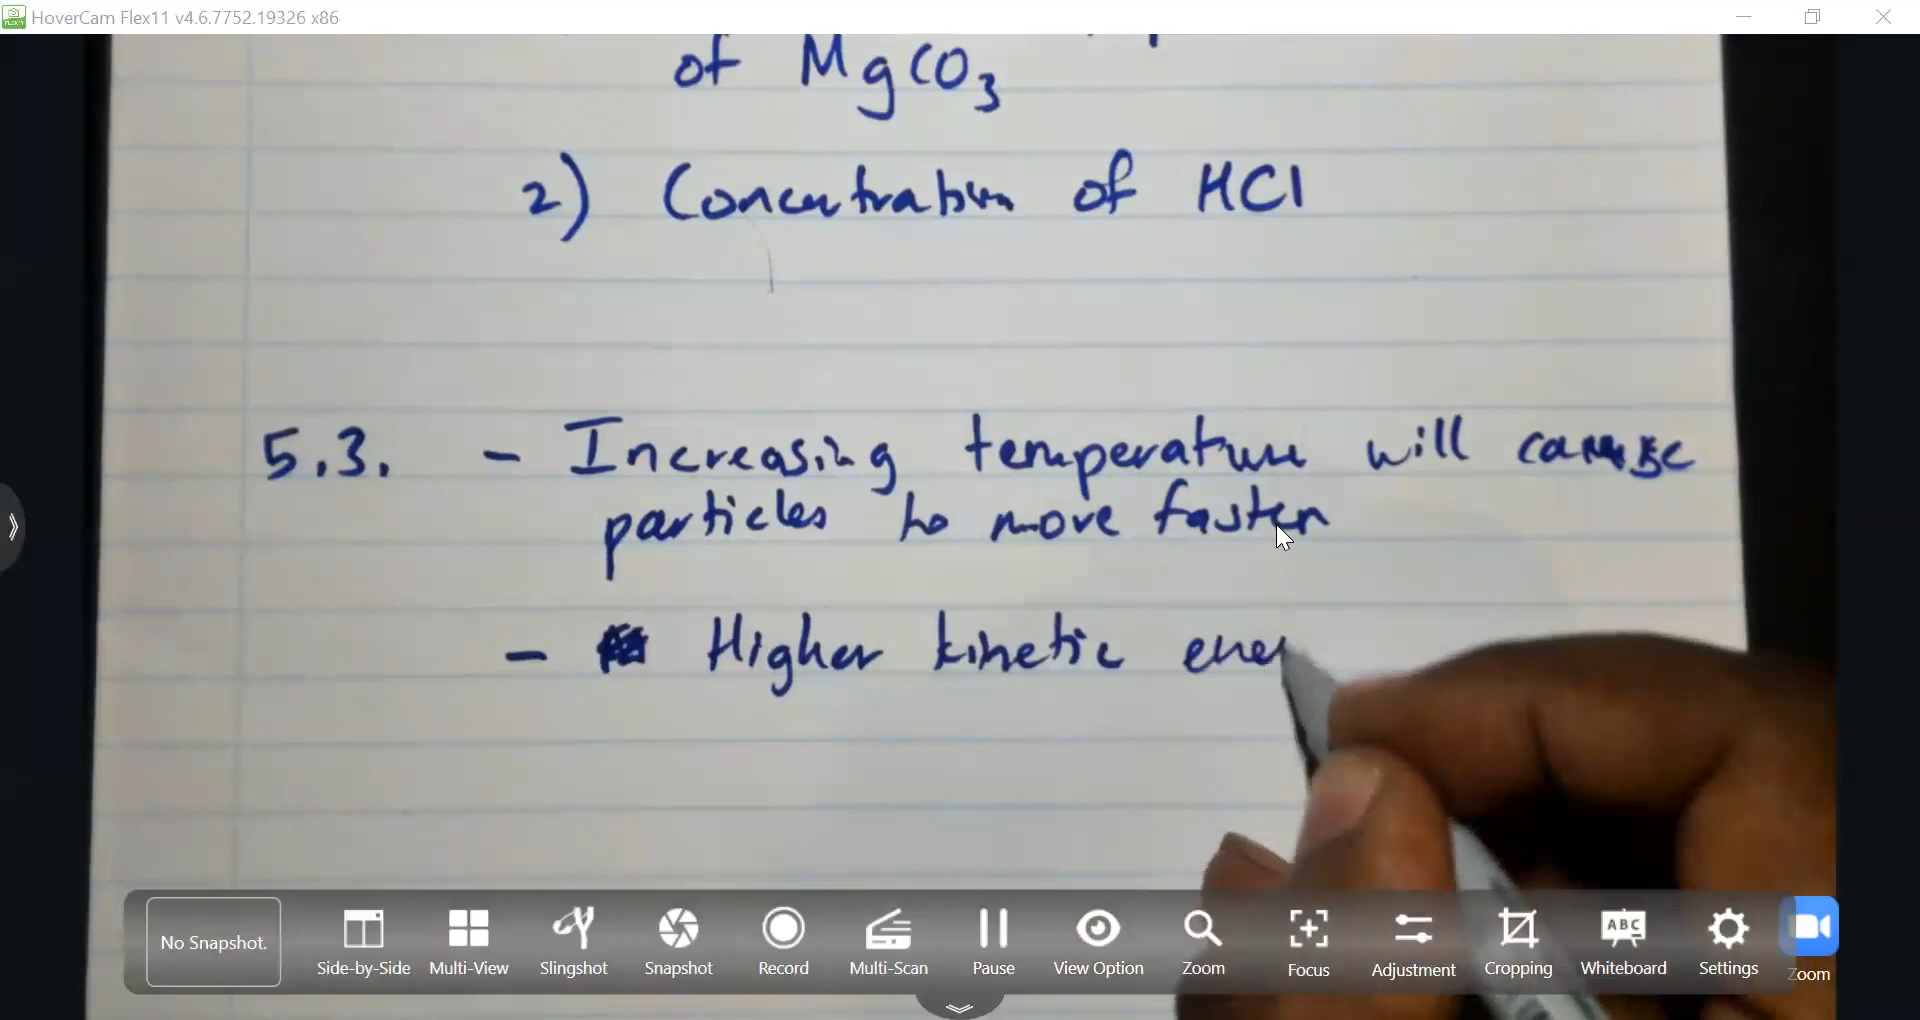 HoverCam Flex11 v4.6.7752.19326 x86
of MgCO3
2) Concentration of HCl
5.3. - Increasing temperature will cause
particles to move faster
- Higher kinetic ener
No Snapshot.
Side-by-Side Multi-View Slingshot Snapshot Record Multi-Scan Pause View Option Zoom Focus Adjustment Cropping Whiteboard Settings Zoom
ABC